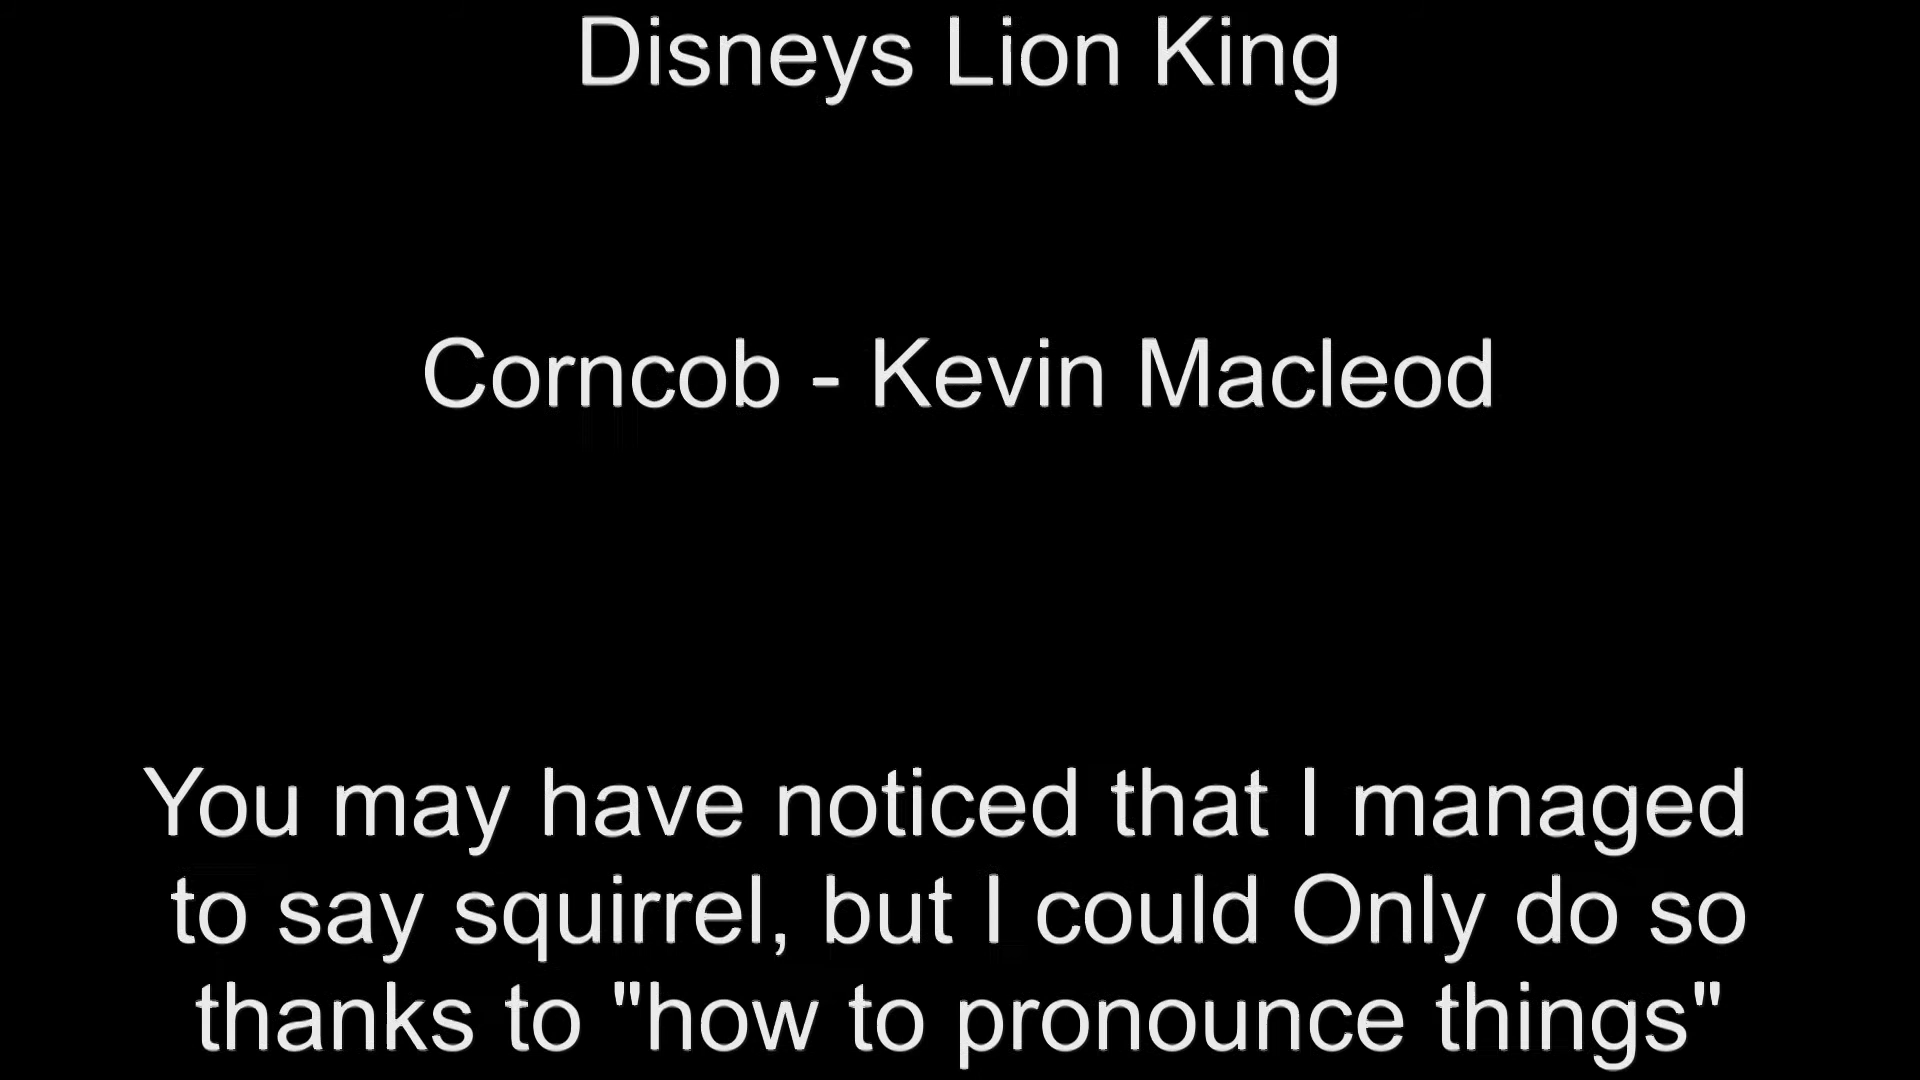 Disneys Lion King
Corncob - Kevin Macleod
You may have noticed that I managed
to say squirrel, but I could Only do so
thanks to "how to pronounce things"